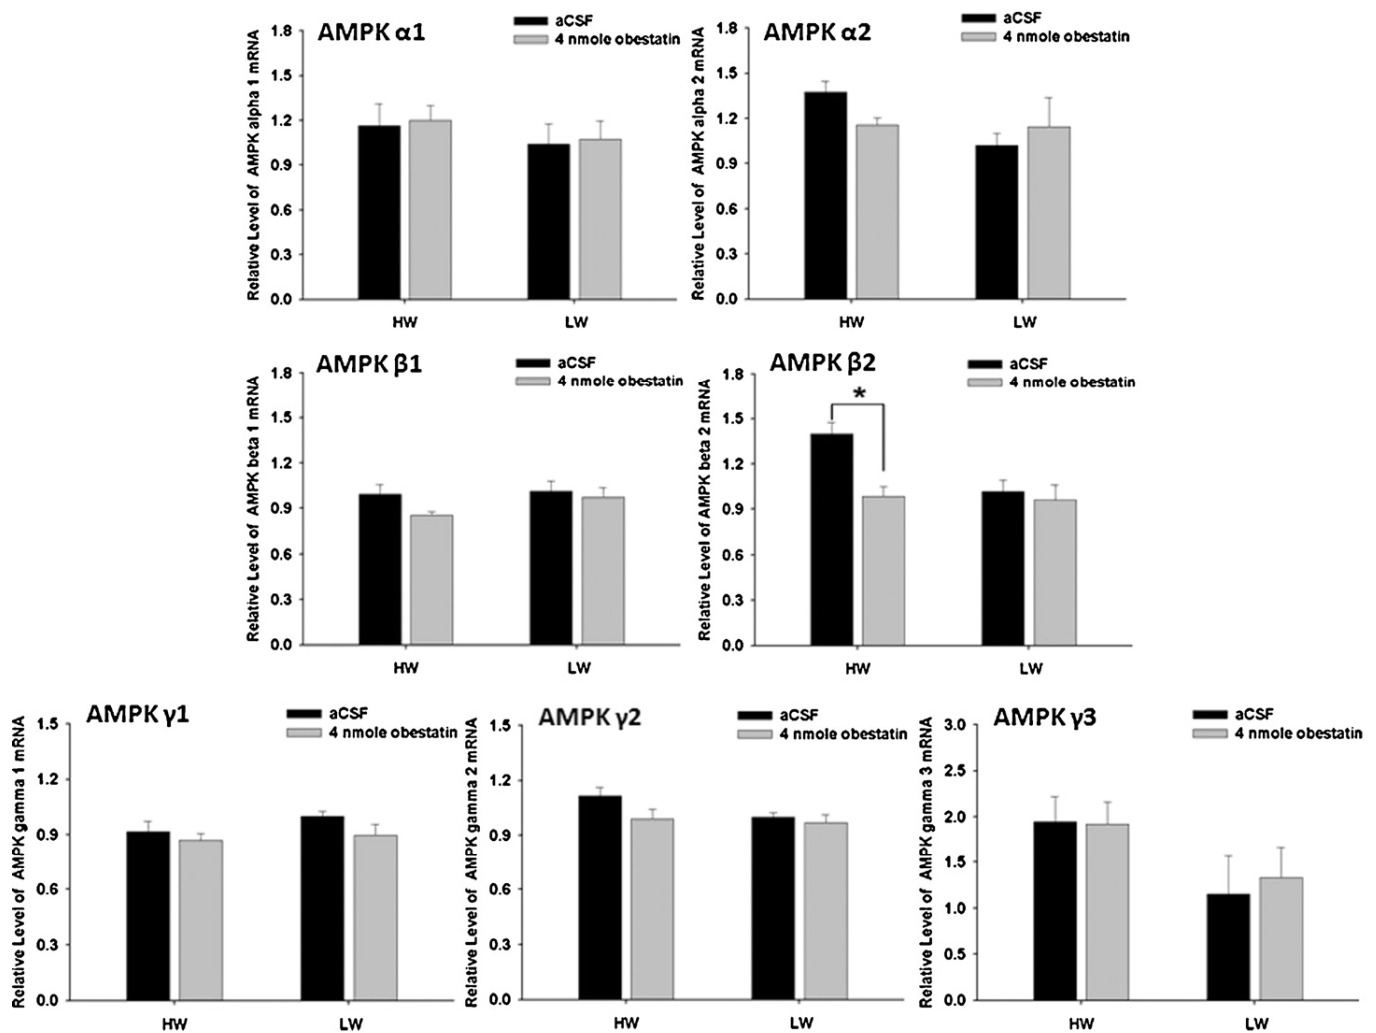 AMPK α1
aCSF
4 nmole obestatin
Relative Level of AMPK alpha 1 mRNA
1.8
1.5
1.2
0.9
0.6
0.3
0.0
HW
LW
AMPK α2
aCSF
4 nmole obestatin
Relative Level of AMPK alpha 2 mRNA
1.8
1.5
1.2
0.9
0.6
0.3
0.0
HW
LW
AMPK β1
aCSF
4 nmole obestatin
Relative Level of AMPK beta 1 mRNA
1.8
1.5
1.2
0.9
0.6
0.3
0.0
HW
LW
AMPK β2
aCSF
4 nmole obestatin
Relative Level of AMPK beta 2 mRNA
1.8
1.5
1.2
0.9
0.6
0.3
0.0
*
HW
LW
AMPK γ1
aCSF
4 nmole obestatin
Relative Level of AMPK gamma 1 mRNA
1.5
1.2
0.9
0.6
0.3
0.0
HW
LW
AMPK γ2
aCSF
4 nmole obestatin
Relative Level of AMPK gamma 2 mRNA
1.5
1.2
0.9
0.6
0.3
0.0
HW
LW
AMPK γ3
aCSF
4 nmole obestatin
Relative Level of AMPK gamma 3 mRNA
3.0
2.5
2.0
1.5
1.0
0.5
0.0
HW
LW